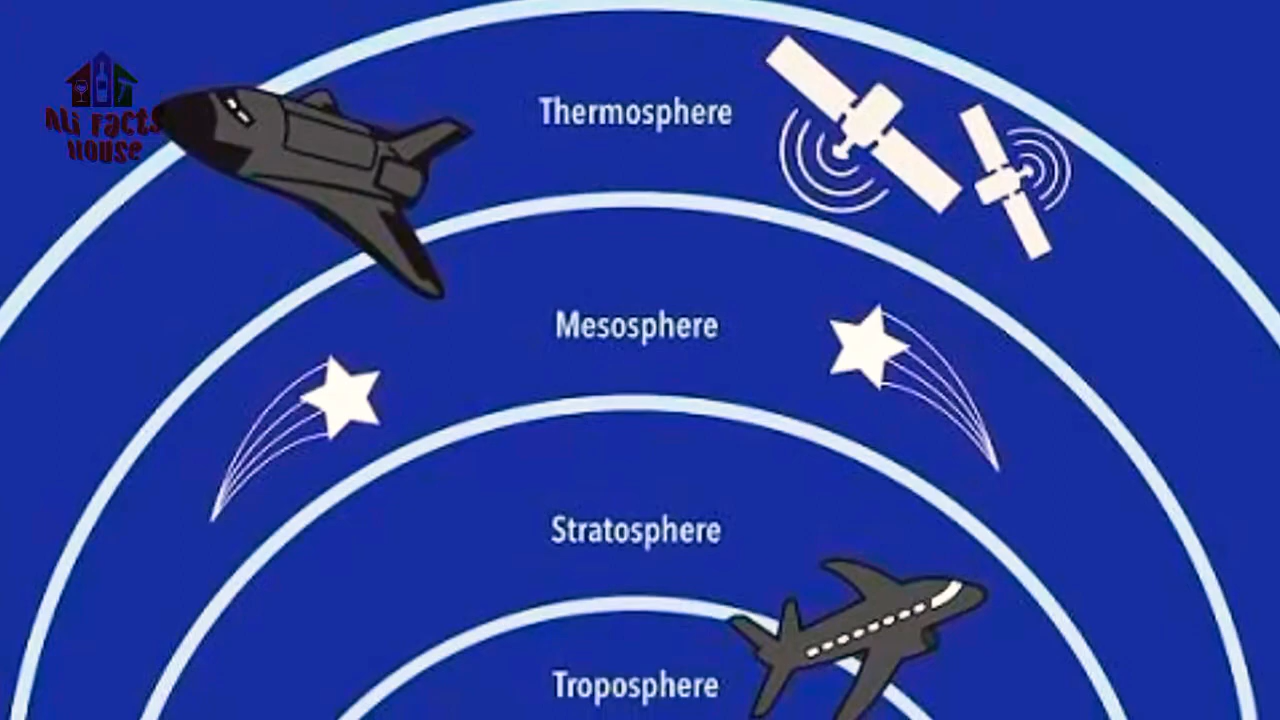 Ali Facts
House
Thermosphere
Mesosphere
Stratosphere
Troposphere